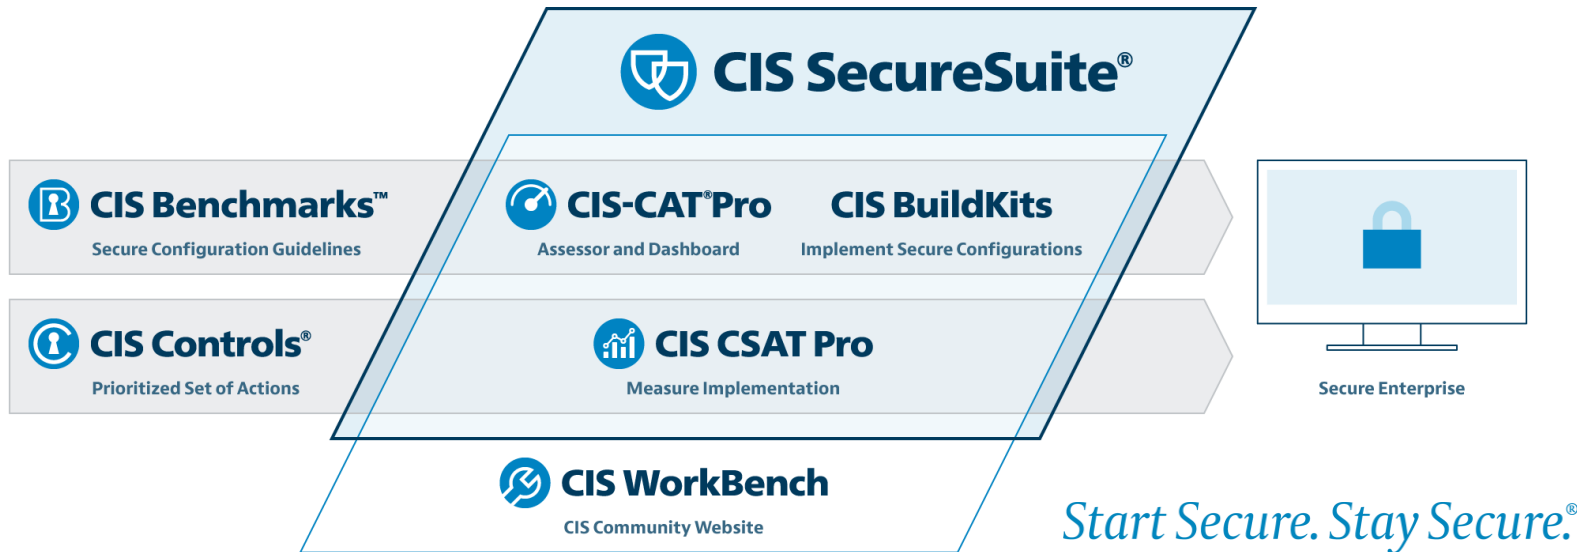 CIS SecureSuite®
CIS Benchmarks™
Secure Configuration Guidelines
CIS-CAT®Pro
Assessor and Dashboard
CIS BuildKits
Implement Secure Configurations
CIS Controls®
Prioritized Set of Actions
CIS CSAT Pro
Measure Implementation
Secure Enterprise
CIS WorkBench
CIS Community Website
Start Secure. Stay Secure.®